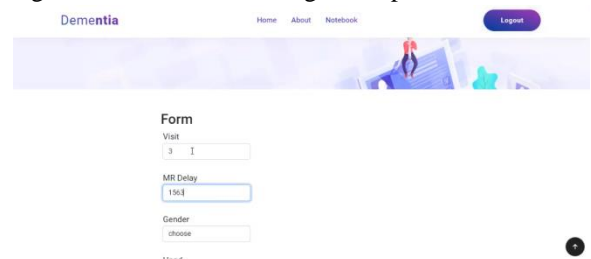 Dementia
Home About Notebook
Logout
Form
Visit
3
MR Delay
1563
Gender
choose